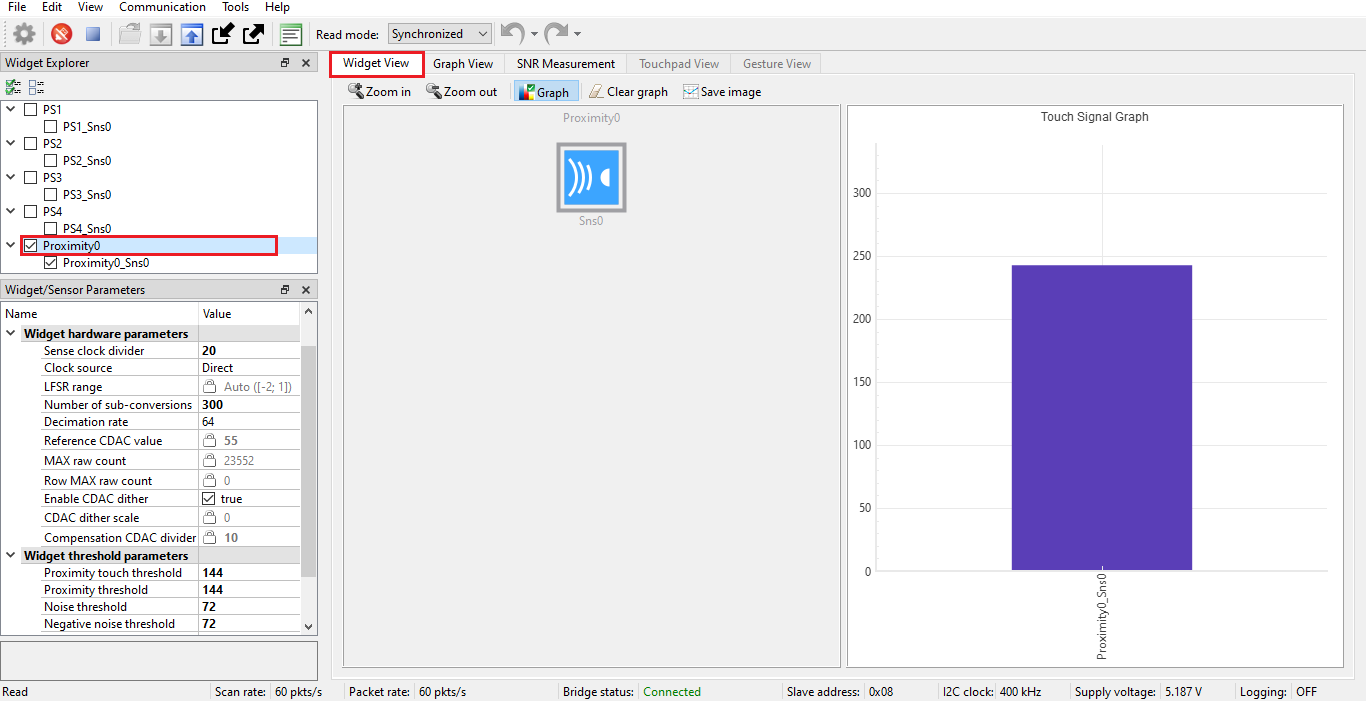 File Edit View Communication Tools Help
Read mode: Synchronized
Widget Explorer
PS1
PS1_Sns0
PS2
PS2_Sns0
PS3
PS3_Sns0
PS4
PS4_Sns0
Proximity0
Proximity0_Sns0
Widget/Sensor Parameters
Name Value
Widget hardware parameters
Sense clock divider 20
Clock source Direct
LFSR range Auto ([-2; 1])
Number of sub-conversions 300
Decimation rate 64
Reference CDAC value 55
MAX raw count 23552
Row MAX raw count 0
Enable CDAC dither true
CDAC dither scale 0
Compensation CDAC divider 10
Widget threshold parameters
Proximity touch threshold 144
Proximity threshold 144
Noise threshold 72
Negative noise threshold 72
Widget View Graph View SNR Measurement Touchpad View Gesture View
Zoom in Zoom out Graph Clear graph Save image
Proximity0
Sns0
Touch Signal Graph
300
250
200
150
100
50
0
Proximity0_Sns0
Read Scan rate: 60 pkts/s Packet rate: 60 pkts/s Bridge status: Connected Slave address: 0x08 I2C clock: 400 kHz Supply voltage: 5.187 V Logging: OFF